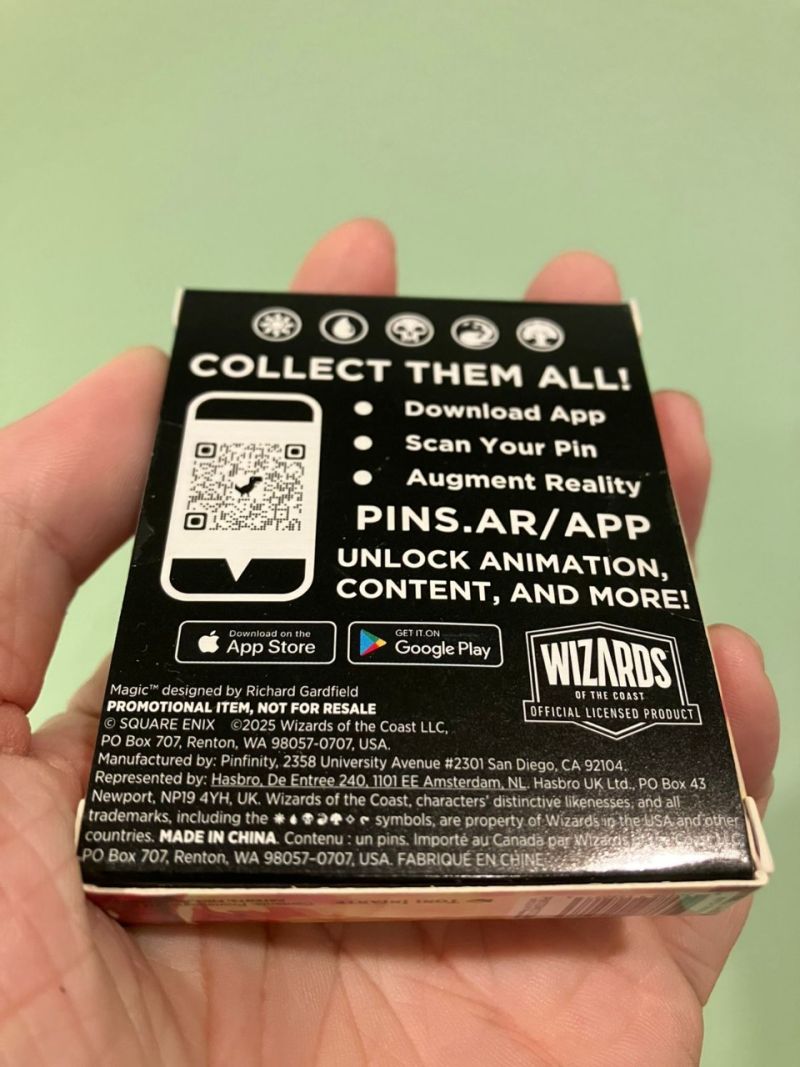 COLLECT THEM ALL!
Download App
Scan Your Pin
Augment Reality
PINS.AR/APP
UNLOCK ANIMATION,
CONTENT, AND MORE!
Download on the
App Store
GET IT ON
Google Play
WIZARDS
OF THE COAST
OFFICIAL LICENSED PRODUCT
Magic™ designed by Richard Gardfield
PROMOTIONAL ITEM, NOT FOR RESALE
© SQUARE ENIX ©2025 Wizards of the Coast LLC,
PO Box 707, Renton, WA 98057-0707, USA.
Manufactured by: Pinfinity, 2358 University Avenue #2301 San Diego, CA 92104.
Represented by: Hasbro, De Entree 240, 1101 EE Amsterdam, NL. Hasbro UK Ltd., PO Box 43
Newport, NP19 4YH, UK. Wizards of the Coast, characters' distinctive likenesses, and all
trademarks, including the symbols, are property of Wizards in the USA and other
countries. MADE IN CHINA. Contenu : un pins. Importé au Canada par Wizards
PO Box 707, Renton, WA 98057-0707, USA. FABRIQUÉ EN CHINE